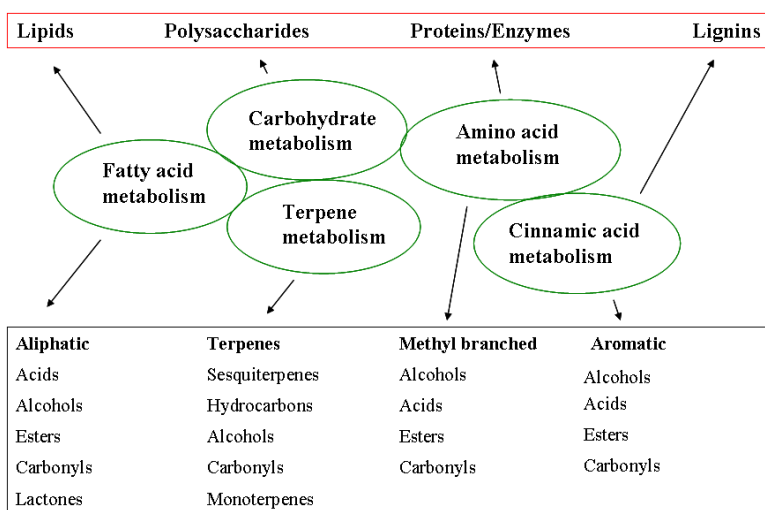 Lipids Polysaccharides Proteins/Enzymes Lignins
Carbohydrate
metabolism
Amino acid
metabolism
Fatty acid
metabolism
Terpene
metabolism
Cinnamic acid
metabolism
Aliphatic
Acids
Alcohols
Esters
Carbonyls
Lactones
Terpenes
Sesquiterpenes
Hydrocarbons
Alcohols
Carbonyls
Monoterpenes
Methyl branched
Alcohols
Acids
Esters
Carbonyls
Aromatic
Alcohols
Acids
Esters
Carbonyls